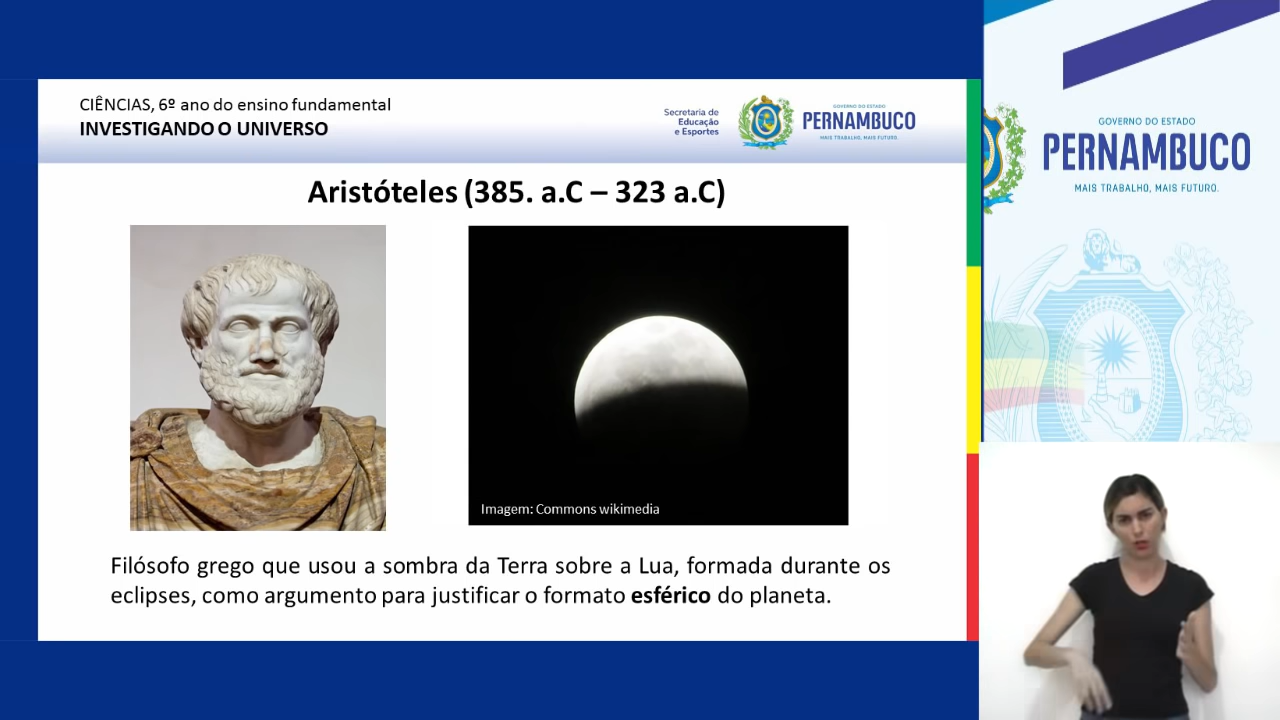 CIÊNCIAS, 6º ano do ensino fundamental
INVESTIGANDO O UNIVERSO
Secretaria de
Educação
e Esportes
GOVERNO DO ESTADO
PERNAMBUCO
MAIS TRABALHO, MAIS FUTURO.
Aristóteles (385. a.C – 323 a.C)
Imagem: Commons wikimedia
Filósofo grego que usou a sombra da Terra sobre a Lua, formada durante os
eclipses, como argumento para justificar o formato esférico do planeta.
GOVERNO DO ESTADO
PERNAMBUCO
MAIS TRABALHO, MAIS FUTURO.